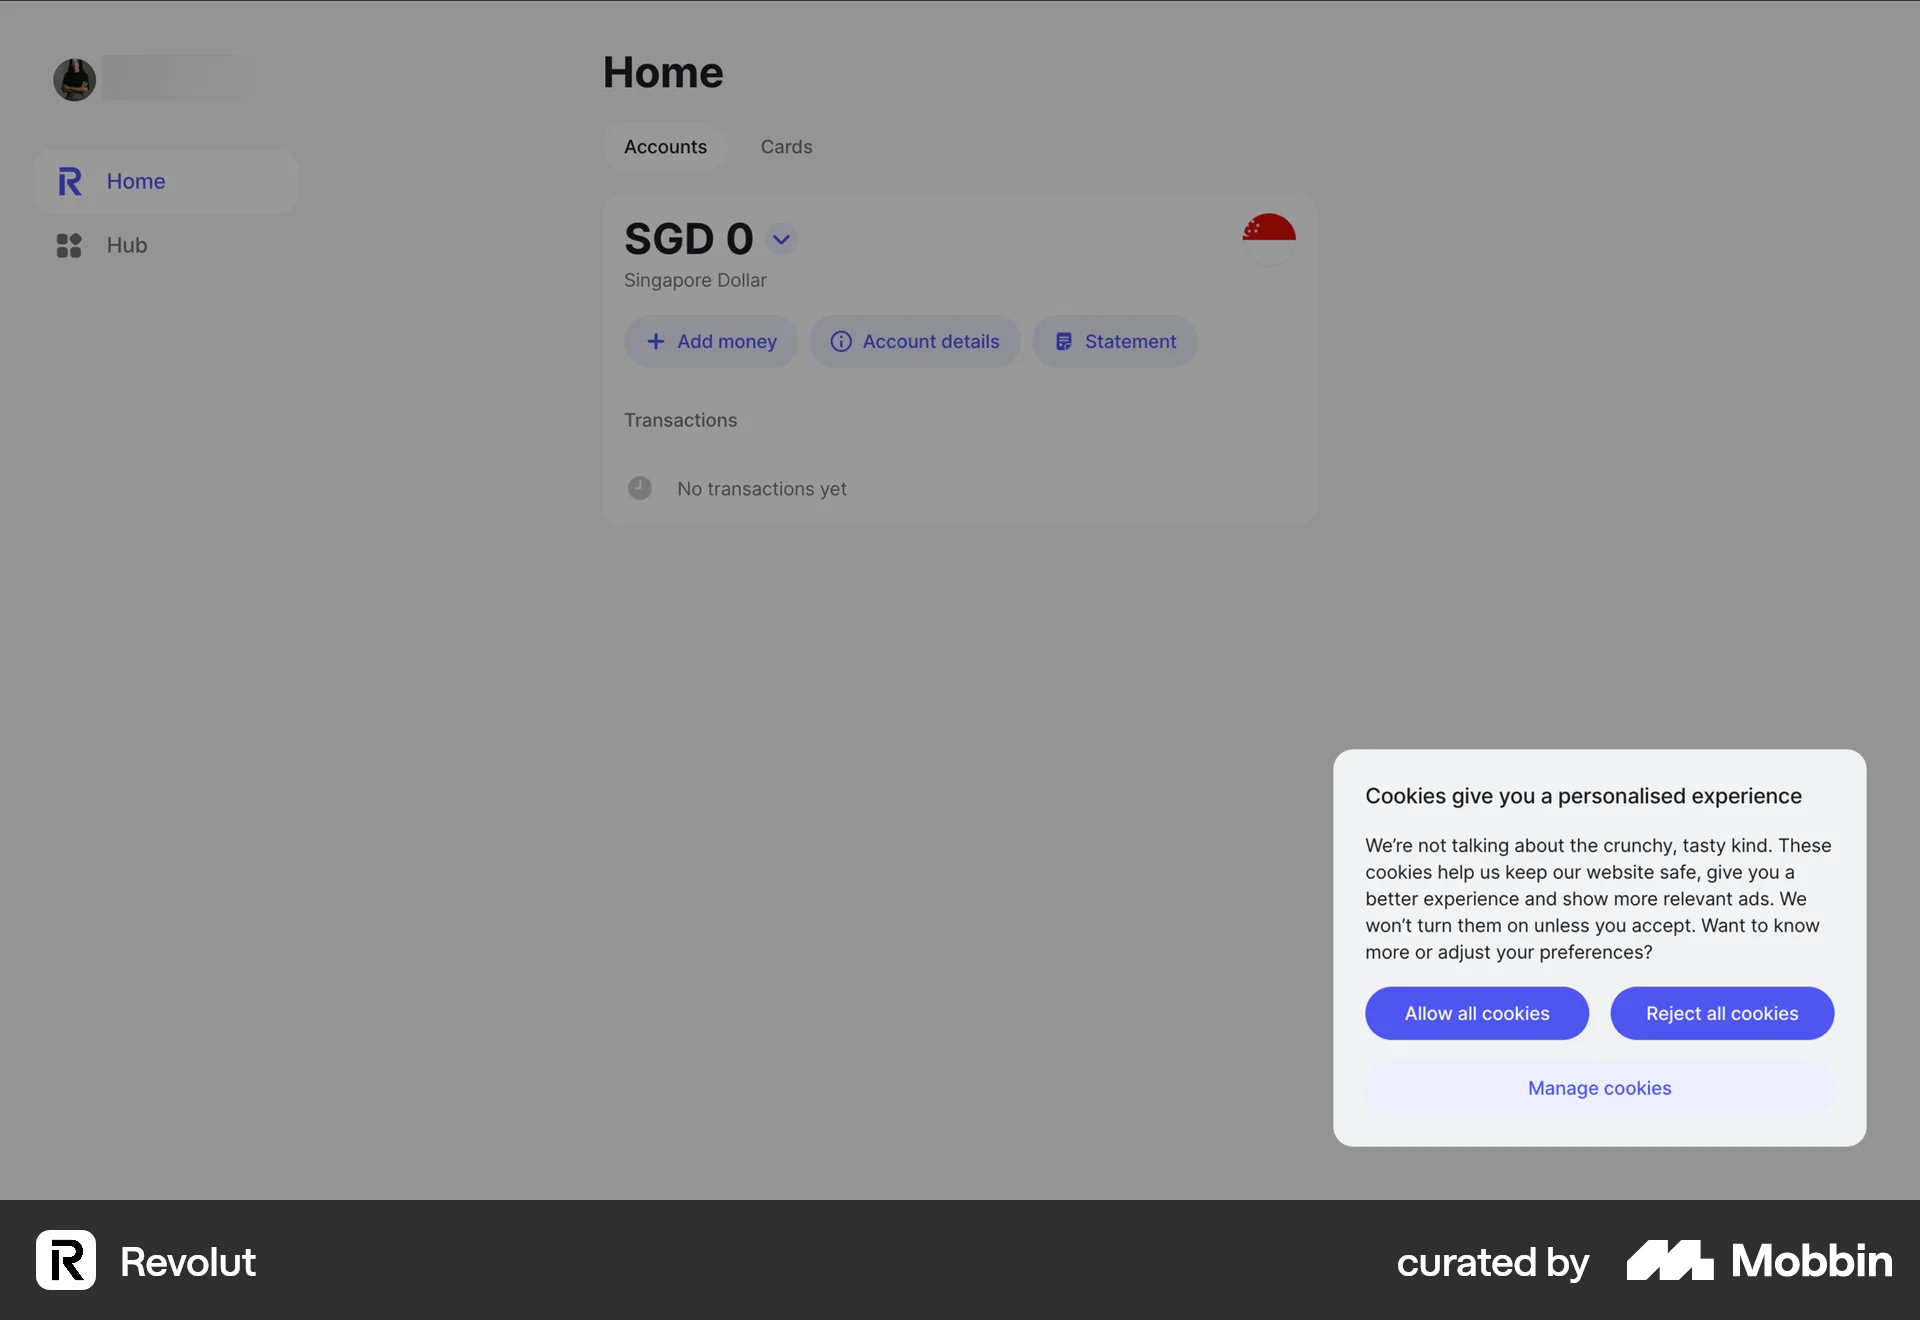 Home
Hub
Home
Accounts
Cards
SGD 0
Singapore Dollar
Add money
Account details
Statement
Transactions
No transactions yet
Cookies give you a personalised experience
We’re not talking about the crunchy, tasty kind. These
cookies help us keep our website safe, give you a
better experience and show more relevant ads. We
won’t turn them on unless you accept. Want to know
more or adjust your preferences?
Allow all cookies
Reject all cookies
Manage cookies
Revolut
curated by
Mobbin